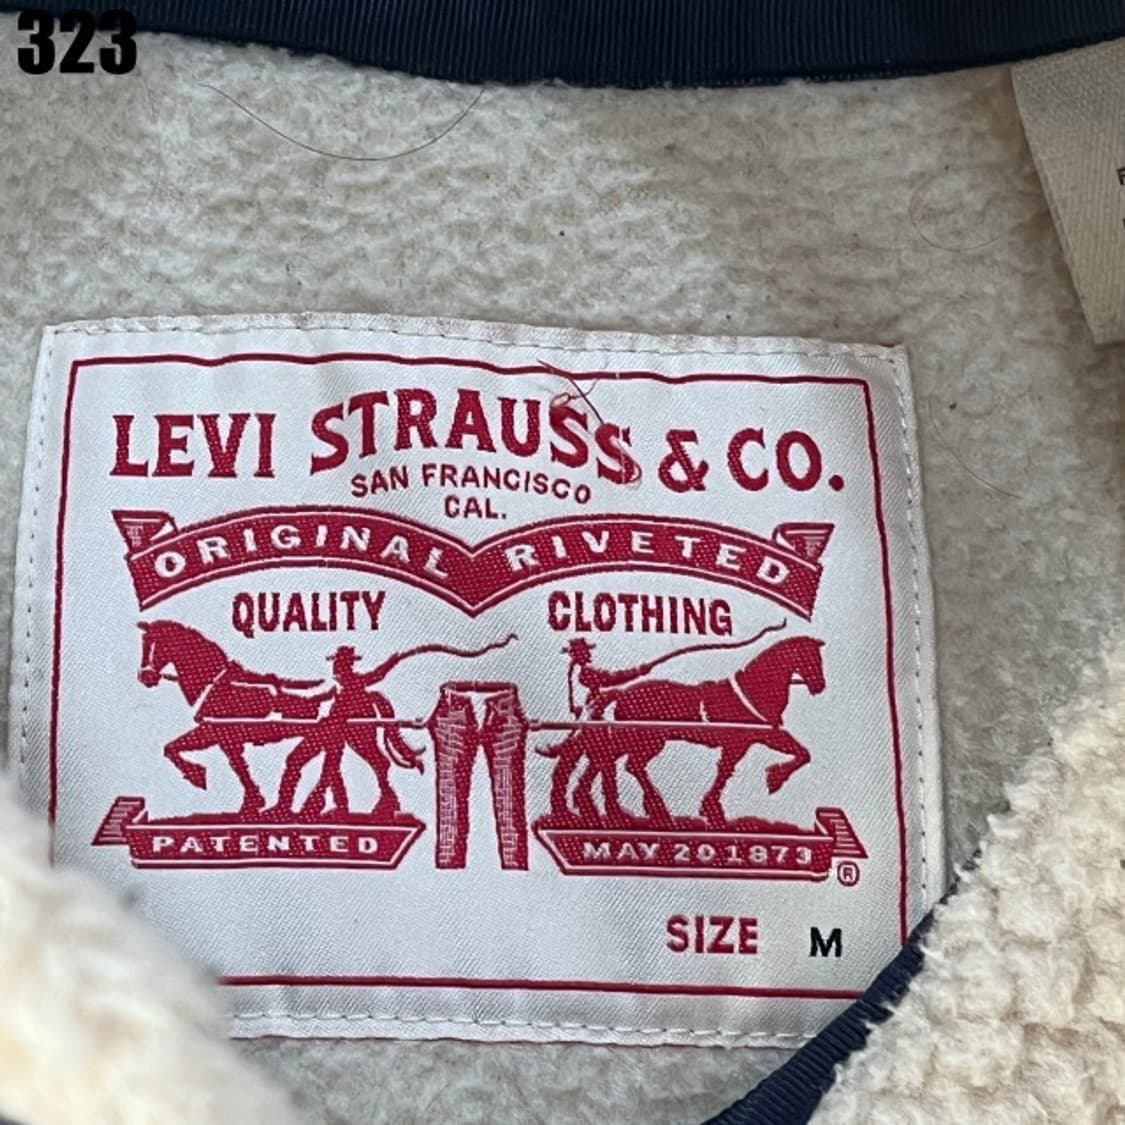 323
LEVI STRAUSS & CO.
SAN FRANCISCO
CAL.
ORIGINAL RIVETED
QUALITY CLOTHING
PATENTED MAY 20 1873
®
SIZE M